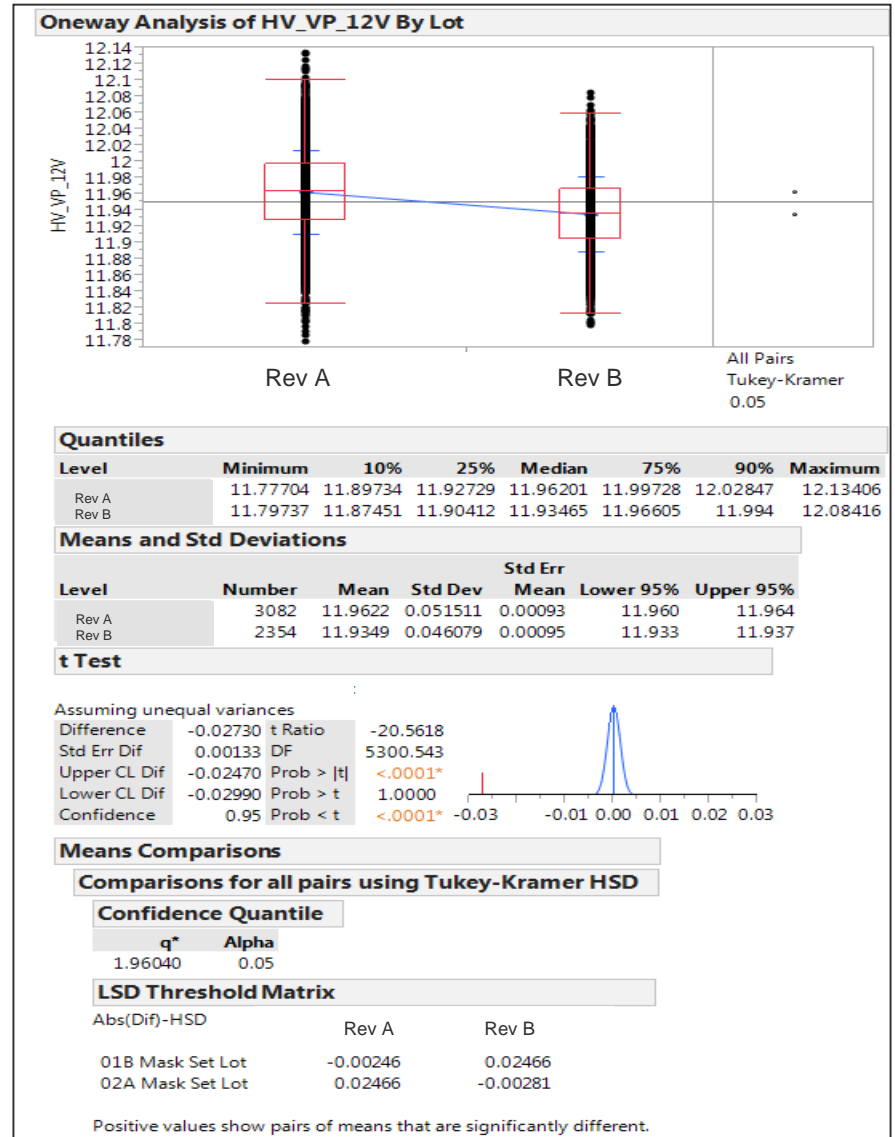 Oneway Analysis of HV_VP_12V By Lot
12.14
12.12
12.1
12.08
12.06
12.04
12.02
12
11.98
11.96
11.94
11.92
11.9
11.88
11.86
11.84
11.82
11.8
11.78
HV_VP_12V
Rev A Rev B
All Pairs
Tukey-Kramer
0.05
Quantiles
Level Minimum 10% 25% Median 75% 90% Maximum
Rev A 11.77704 11.89734 11.92729 11.96201 11.99728 12.02847 12.13406
Rev B 11.79737 11.87451 11.90412 11.93465 11.96605 11.994 12.08416
Means and Std Deviations
Std Err
Level Number Mean Std Dev Mean Lower 95% Upper 95%
Rev A 3082 11.9622 0.051511 0.00093 11.960 11.964
Rev B 2354 11.9349 0.046079 0.00095 11.933 11.937
t Test
Assuming unequal variances
Difference -0.02730 t Ratio -20.5618
Std Err Dif 0.00133 DF 5300.543
Upper CL Dif -0.02470 Prob > |t| <.0001*
Lower CL Dif -0.02990 Prob > t 1.0000
Confidence 0.95 Prob < t <.0001*
-0.03 -0.01 0.00 0.01 0.02 0.03
Means Comparisons
Comparisons for all pairs using Tukey-Kramer HSD
Confidence Quantile
q* Alpha
1.96040 0.05
LSD Threshold Matrix
Abs(Dif)-HSD Rev A Rev B
01B Mask Set Lot -0.00246 0.02466
02A Mask Set Lot 0.02466 -0.00281
Positive values show pairs of means that are significantly different.